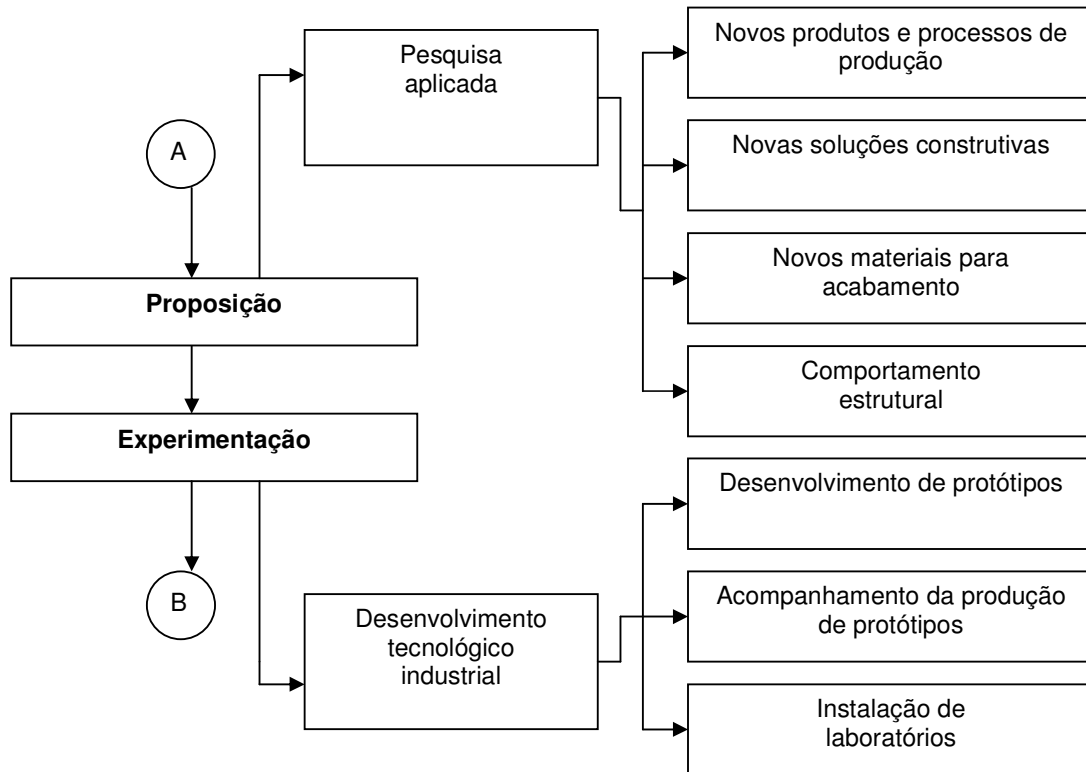 A
Proposição
Experimentação
B
Pesquisa
aplicada
Novos produtos e processos de
produção
Novas soluções construtivas
Novos materiais para
acabamento
Comportamento
estrutural
Desenvolvimento
tecnológico
industrial
Desenvolvimento de protótipos
Acompanhamento da produção
de protótipos
Instalação de
laboratórios